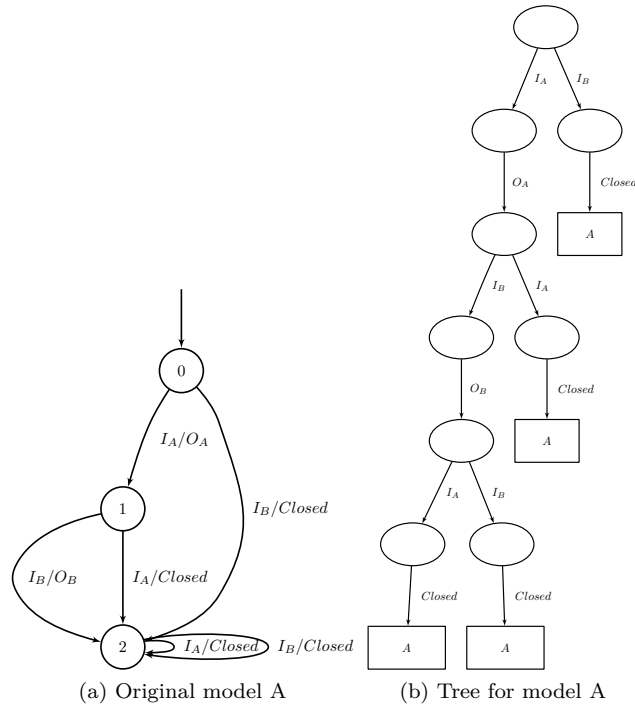 0
I_A/O_A
I_B/Closed
1
I_B/O_B
I_A/Closed
2
I_A/Closed
I_B/Closed
(a) Original model A
I_A
I_B
O_A
Closed
A
I_B
I_A
O_B
Closed
A
I_A
I_B
Closed
Closed
A
A
(b) Tree for model A